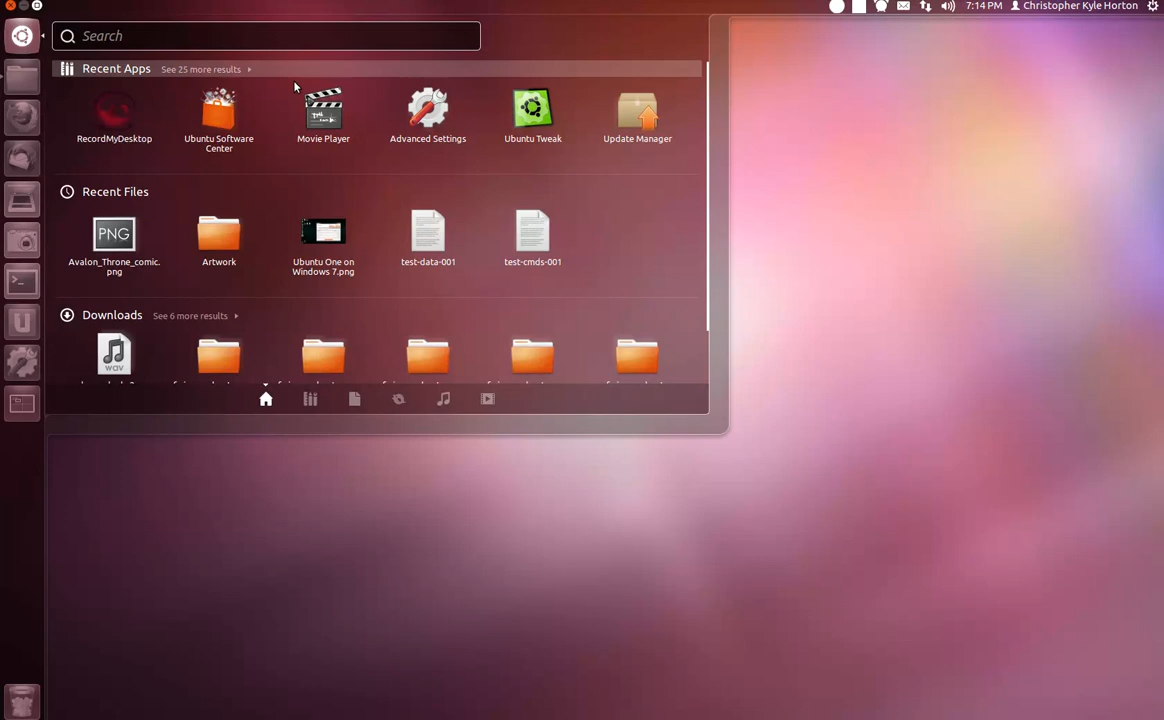 7:14 PM Christopher Kyle Horton
Search
Recent Apps See 25 more results
RecordMyDesktop
Ubuntu Software
Center
Movie Player
Advanced Settings
Ubuntu Tweak
Update Manager
Recent Files
Avalon_Throne_comic.
png
Artwork
Ubuntu One on
Windows 7.png
test-data-001
test-cmds-001
Downloads See 6 more results
PNG
wav